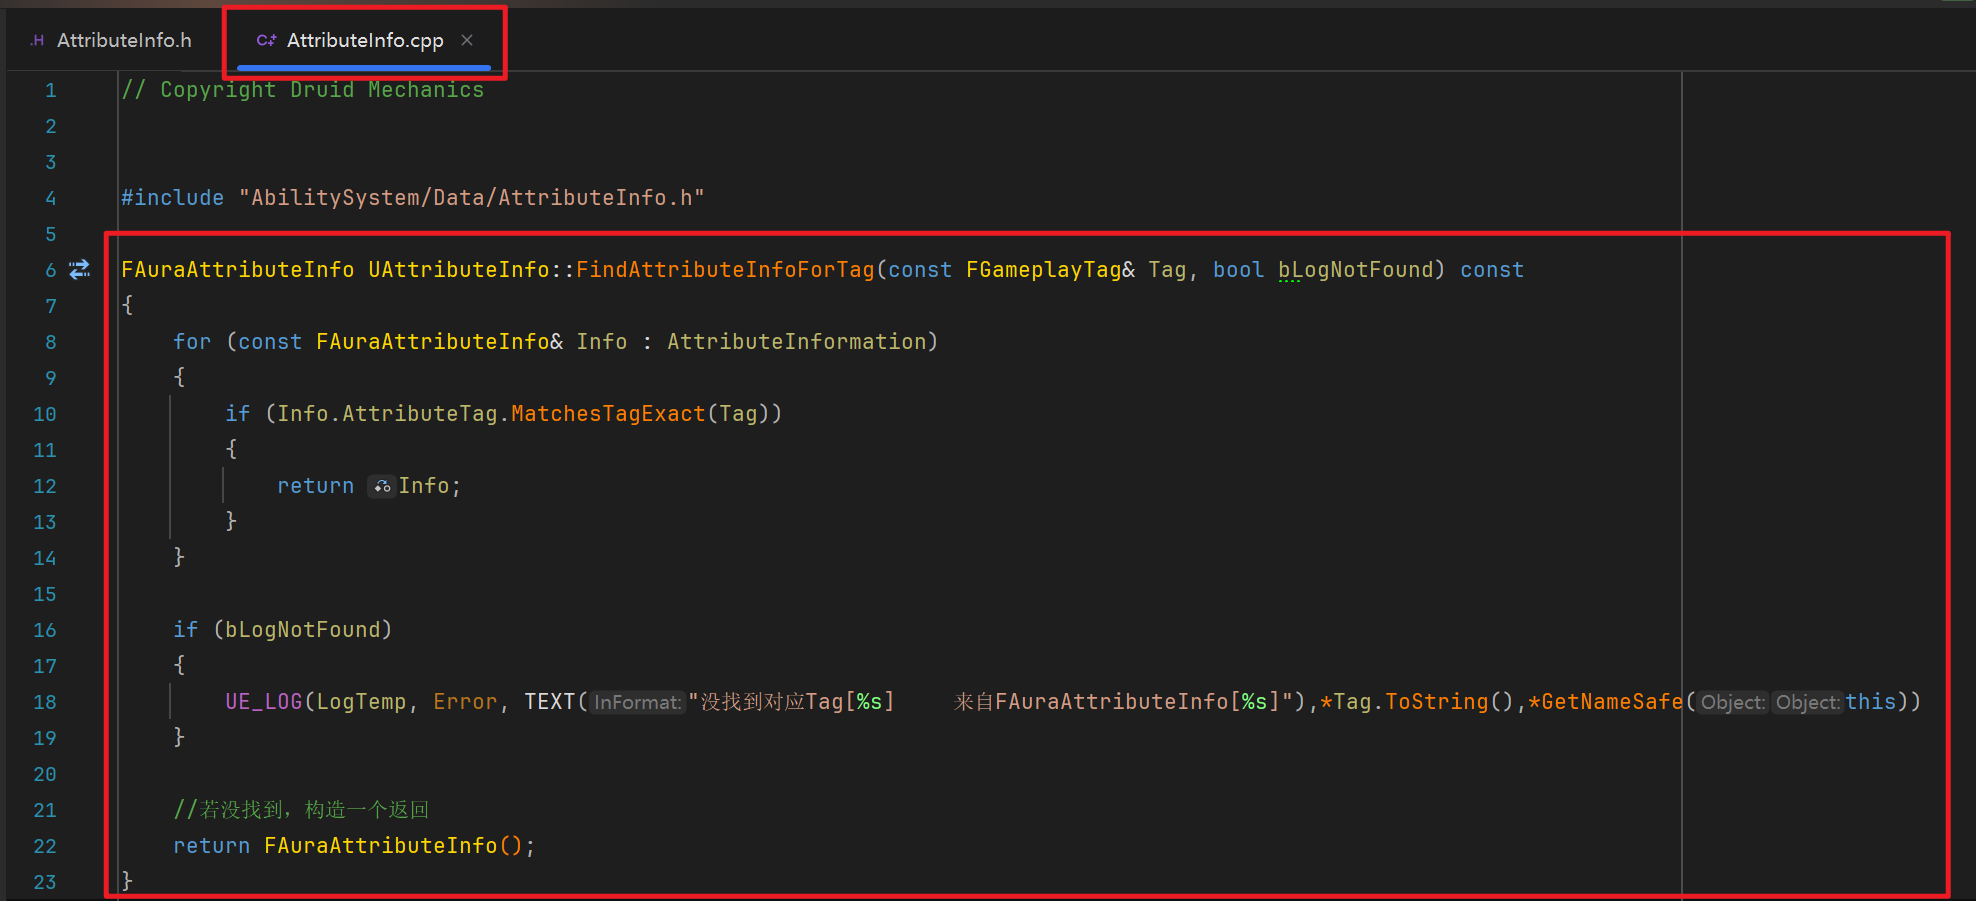 .H AttributeInfo.h C++ AttributeInfo.cpp ×
1 // Copyright Druid Mechanics
2
3
4 #include "AbilitySystem/Data/AttributeInfo.h"
5
6 FAuraAttributeInfo UAttributeInfo::FindAttributeInfoForTag(const FGameplayTag& Tag, bool bLogNotFound) const
7 {
8 for (const FAuraAttributeInfo& Info : AttributeInformation)
9 {
10 if (Info.AttributeTag.MatchesTagExact(Tag))
11 {
12 return Info;
13 }
14 }
15
16 if (bLogNotFound)
17 {
18 UE_LOG(LogTemp, Error, TEXT(InFormat:"没找到对应Tag[%s] 来自FAuraAttributeInfo[%s]"),*Tag.ToString(),*GetNameSafe(Object:Object:this))
19 }
20
21 //若没找到，构造一个返回
22 return FAuraAttributeInfo();
23 }